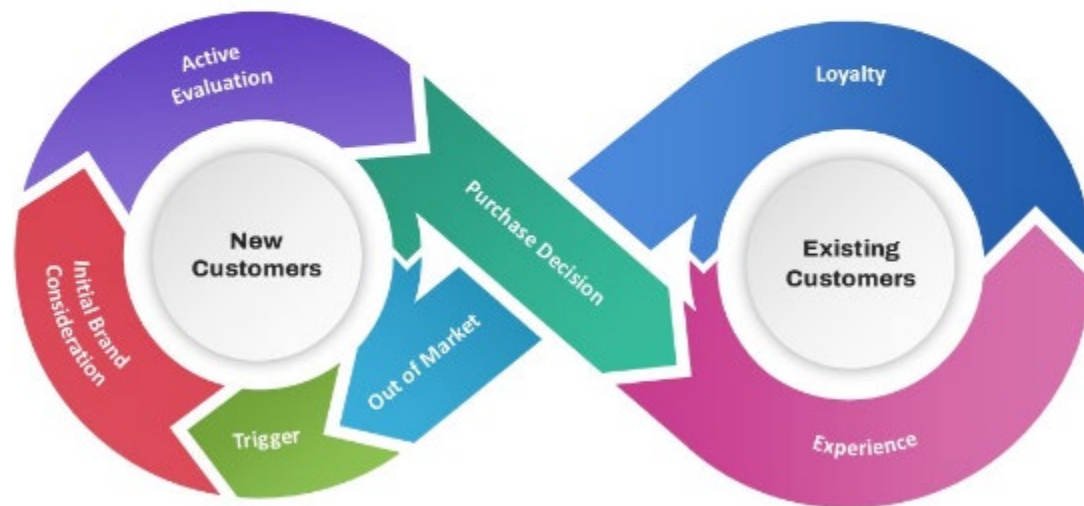 Active
Evaluation
Loyalty
Purchase Decision
New
Customers
Existing
Customers
Initial Brand
Consideration
Out of Market
Trigger
Experience